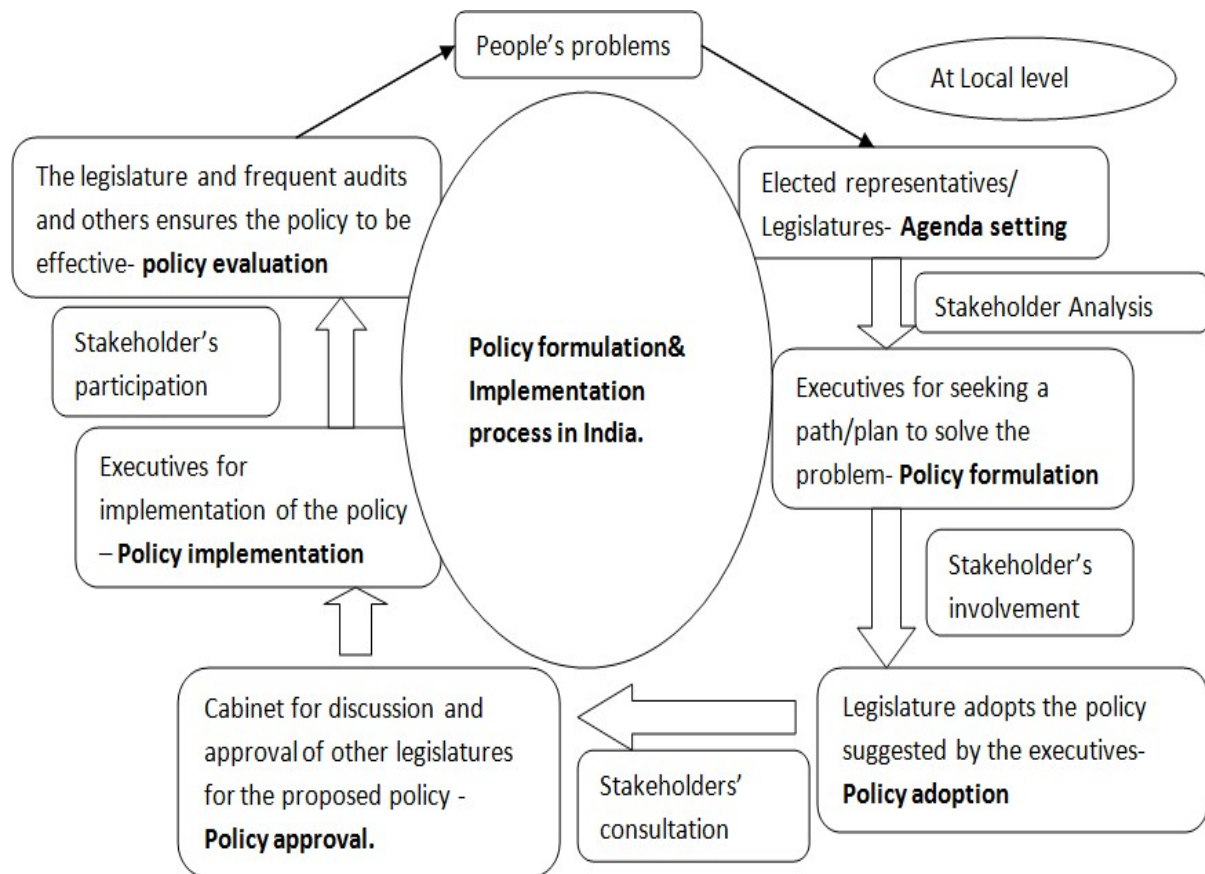 People's problems
At Local level
Elected representatives/
Legislatures- Agenda setting
Stakeholder Analysis
Executives for seeking a
path/plan to solve the
problem- Policy formulation
Stakeholder's
involvement
Legislature adopts the policy
suggested by the executives-
Policy adoption
Stakeholders'
consultation
Cabinet for discussion and
approval of other legislatures
for the proposed policy -
Policy approval.
Executives for
implementation of the policy
– Policy implementation
Stakeholder's
participation
The legislature and frequent audits
and others ensures the policy to be
effective- policy evaluation
Policy formulation&
Implementation
process in India.